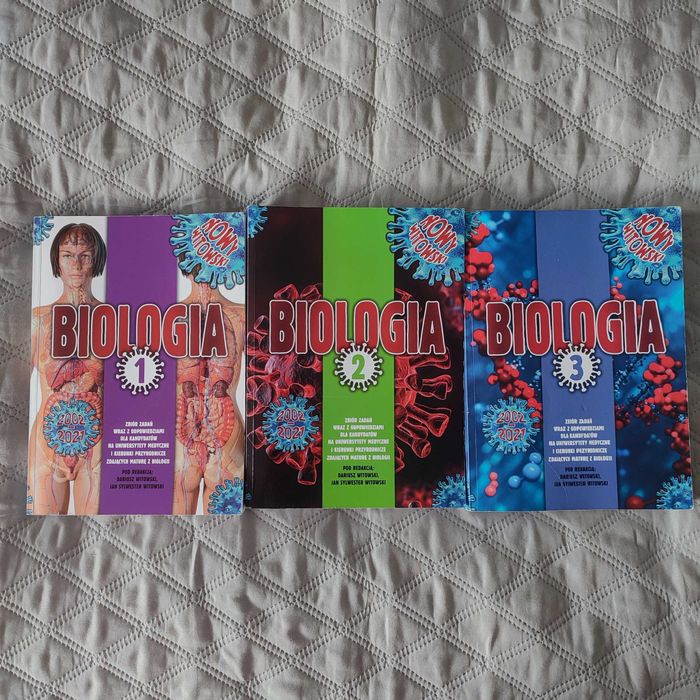 NOWY
WITOWSKI
BIOLOGIA
1
2002
2021
ZBIÓR ZADAŃ
WRAZ Z ODPOWIEDZIAMI
DLA KANDYDATÓW
NA UNIWERSYTETY MEDYCZNE
I KIERUNKI PRZYRODNICZE
ZDAJĄCYCH MATURĘ Z BIOLOGII
POD REDAKCJĄ:
DARIUSZ WITOWSKI,
JAN SYLWESTER WITOWSKI
NOWY
WITOWSKI
BIOLOGIA
2
2002
2021
ZBIÓR ZADAŃ
WRAZ Z ODPOWIEDZIAMI
DLA KANDYDATÓW
NA UNIWERSYTETY MEDYCZNE
I KIERUNKI PRZYRODNICZE
ZDAJĄCYCH MATURĘ Z BIOLOGII
POD REDAKCJĄ:
DARIUSZ WITOWSKI,
JAN SYLWESTER WITOWSKI
NOWY
WITOWSKI
BIOLOGIA
3
2002
2021
ZBIÓR ZADAŃ
WRAZ Z ODPOWIEDZIAMI
DLA KANDYDATÓW
NA UNIWERSYTETY MEDYCZNE
I KIERUNKI PRZYRODNICZE
ZDAJĄCYCH MATURĘ Z BIOLOGII
POD REDAKCJĄ:
DARIUSZ WITOWSKI,
JAN SYLWESTER WITOWSKI